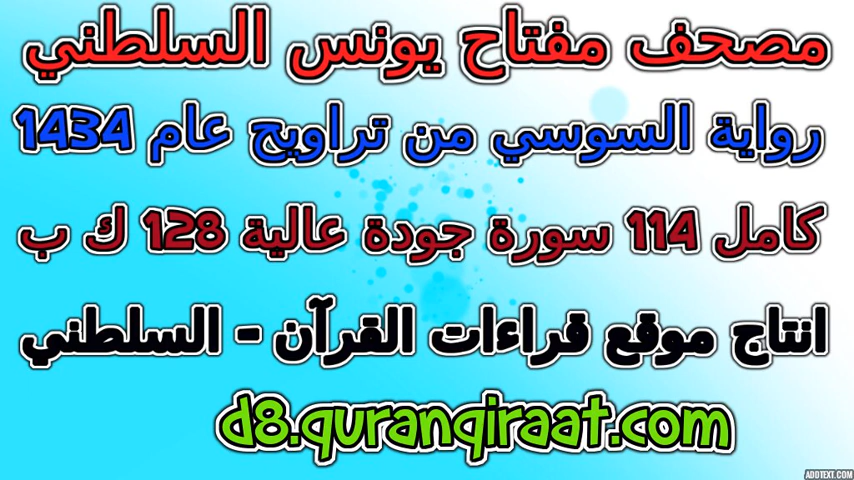 مصحف مفتاح يونس السلطني
رواية السوسي من تراويح عام 1434
كامل 114 سورة جودة عالية 128 ك ب
انتاج موقع قراءات القرآن - السلطني
d8.quranqiraat.com
ADDTEXT.COM